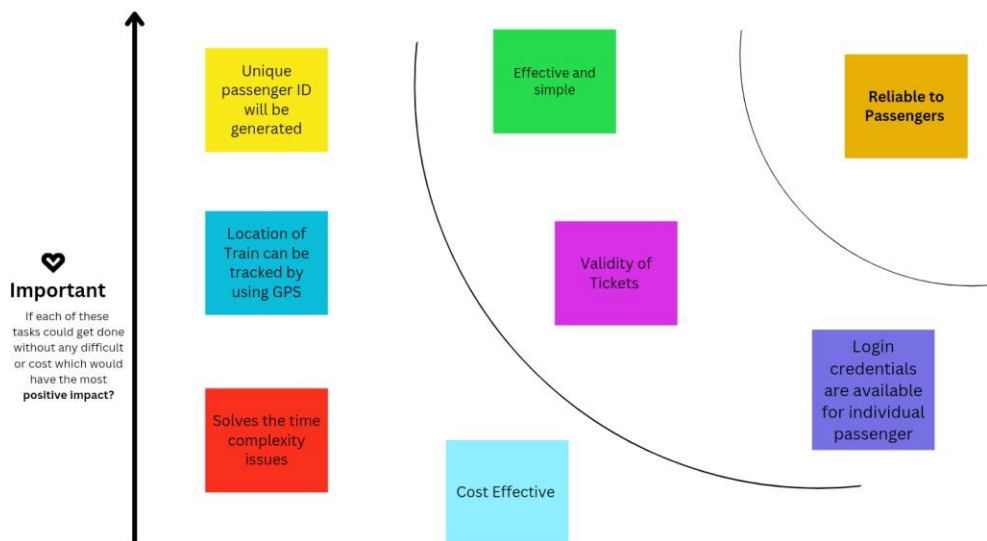 Unique
passenger ID
will be
generated
Effective and
simple
Reliable to
Passengers
Location of
Train can be
tracked by
using GPS
Validity of
Tickets
Important
If each of these
tasks could get done
without any difficult
or cost which would
have the most
positive impact?
Login
credentials
are available
for individual
passenger
Solves the time
complexity
issues
Cost Effective